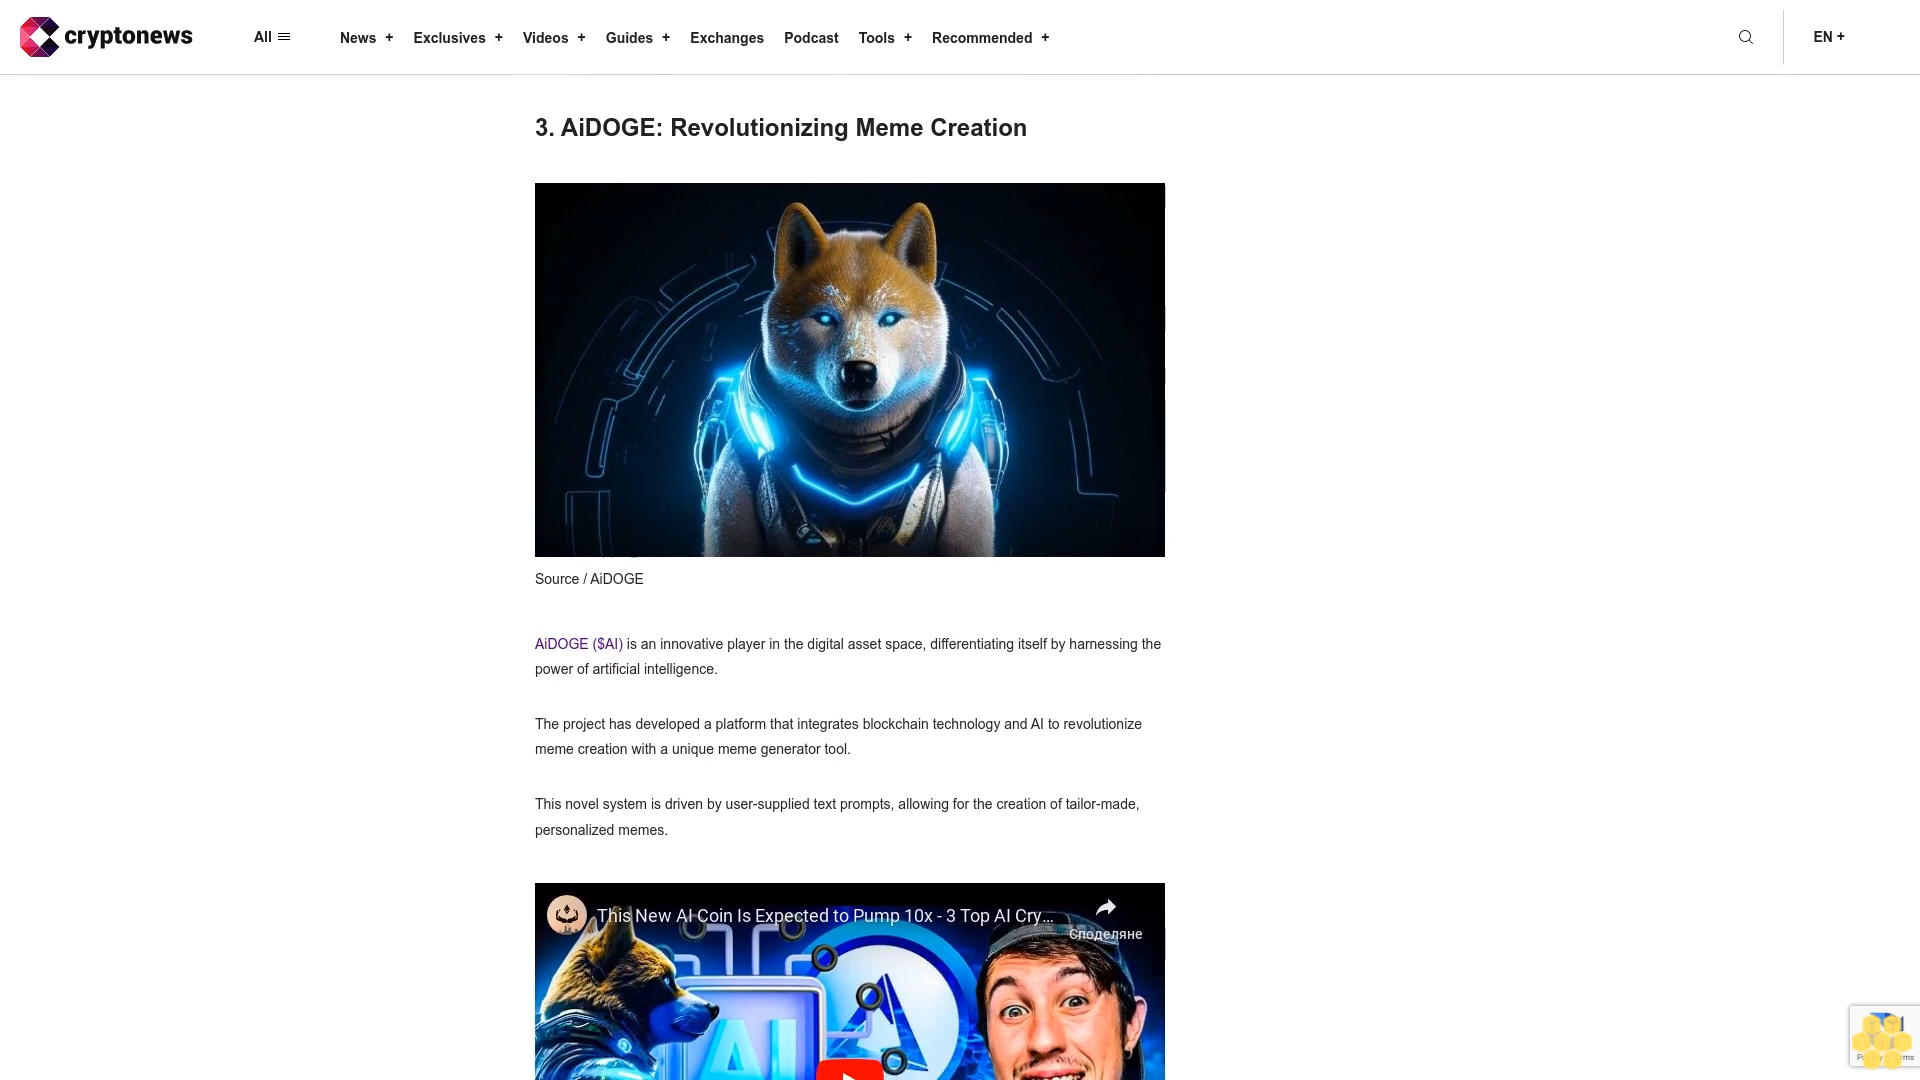 cryptonews
All
News +
Exclusives +
Videos +
Guides +
Exchanges
Podcast
Tools +
Recommended +
EN +
3. AiDOGE: Revolutionizing Meme Creation
Source / AiDOGE
AiDOGE ($AI) is an innovative player in the digital asset space, differentiating itself by harnessing the
power of artificial intelligence.
The project has developed a platform that integrates blockchain technology and AI to revolutionize
meme creation with a unique meme generator tool.
This novel system is driven by user-supplied text prompts, allowing for the creation of tailor-made,
personalized memes.
This New AI Coin Is Expected to Pump 10x - 3 Top AI Cry...
Споделяне
AI